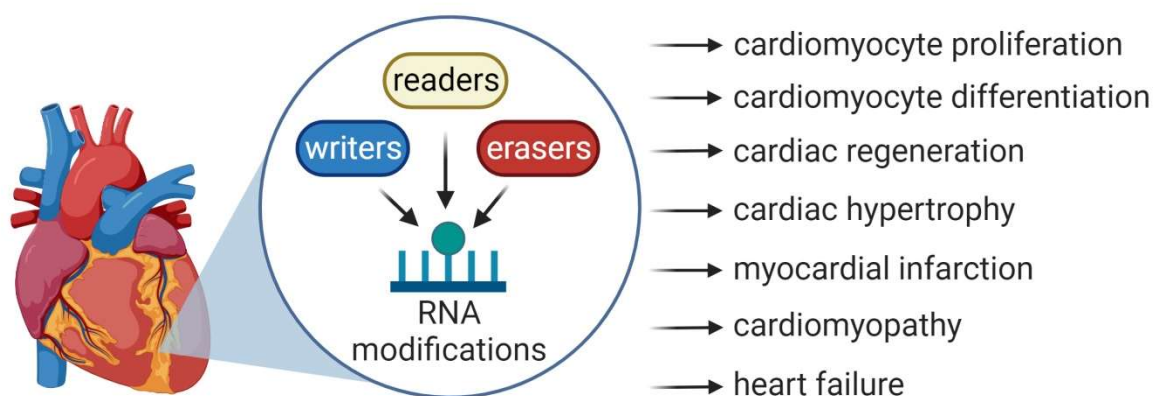 readers
writers
erasers
RNA
modifications
cardiomyocyte proliferation
cardiomyocyte differentiation
cardiac regeneration
cardiac hypertrophy
myocardial infarction
cardiomyopathy
heart failure